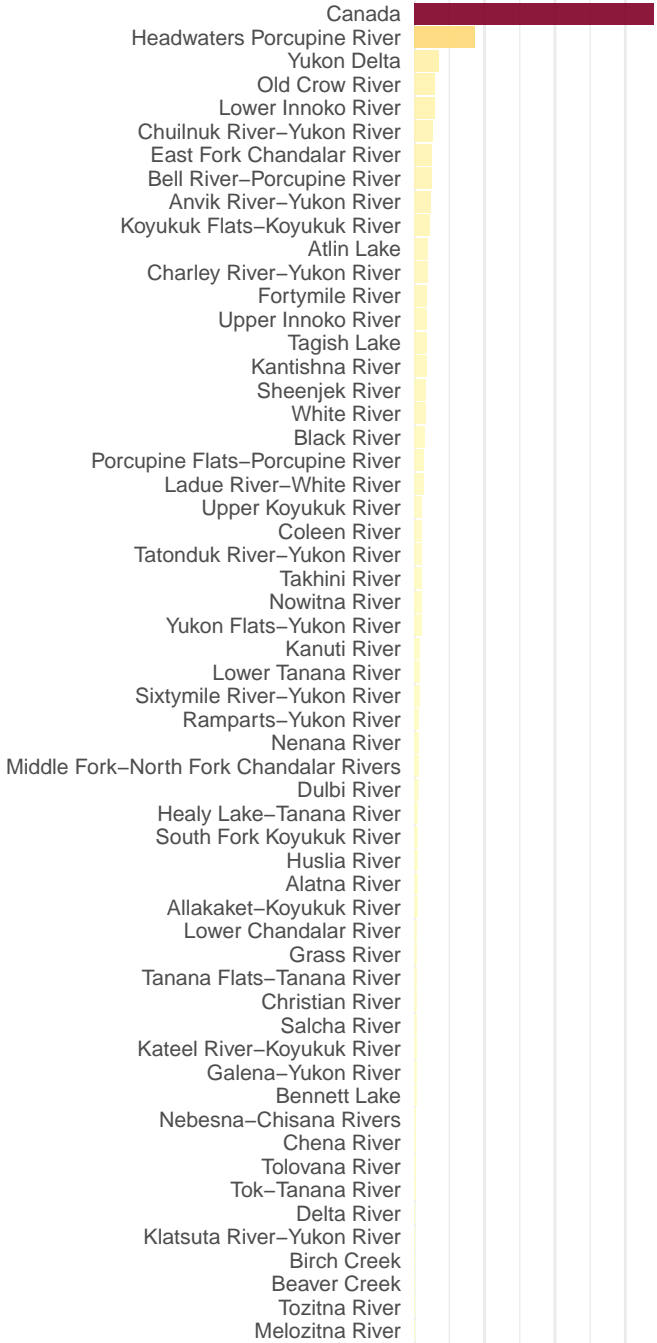 Canada
Headwaters Porcupine River
Yukon Delta
Old Crow River
Lower Innoko River
Chuilnuk River−Yukon River
East Fork Chandalar River
Bell River−Porcupine River
Anvik River−Yukon River
Koyukuk Flats−Koyukuk River
Atlin Lake
Charley River−Yukon River
Fortymile River
Upper Innoko River
Tagish Lake
Kantishna River
Sheenjek River
White River
Black River
Porcupine Flats−Porcupine River
Ladue River−White River
Upper Koyukuk River
Coleen River
Tatonduk River−Yukon River
Takhini River
Nowitna River
Yukon Flats−Yukon River
Kanuti River
Lower Tanana River
Sixtymile River−Yukon River
Ramparts−Yukon River
Nenana River
Middle Fork−North Fork Chandalar Rivers
Dulbi River
Healy Lake−Tanana River
South Fork Koyukuk River
Huslia River
Alatna River
Allakaket−Koyukuk River
Lower Chandalar River
Grass River
Tanana Flats−Tanana River
Christian River
Salcha River
Kateel River−Koyukuk River
Galena−Yukon River
Bennett Lake
Nebesna−Chisana Rivers
Chena River
Tolovana River
Tok−Tanana River
Delta River
Klatsuta River−Yukon River
Birch Creek
Beaver Creek
Tozitna River
Melozitna River